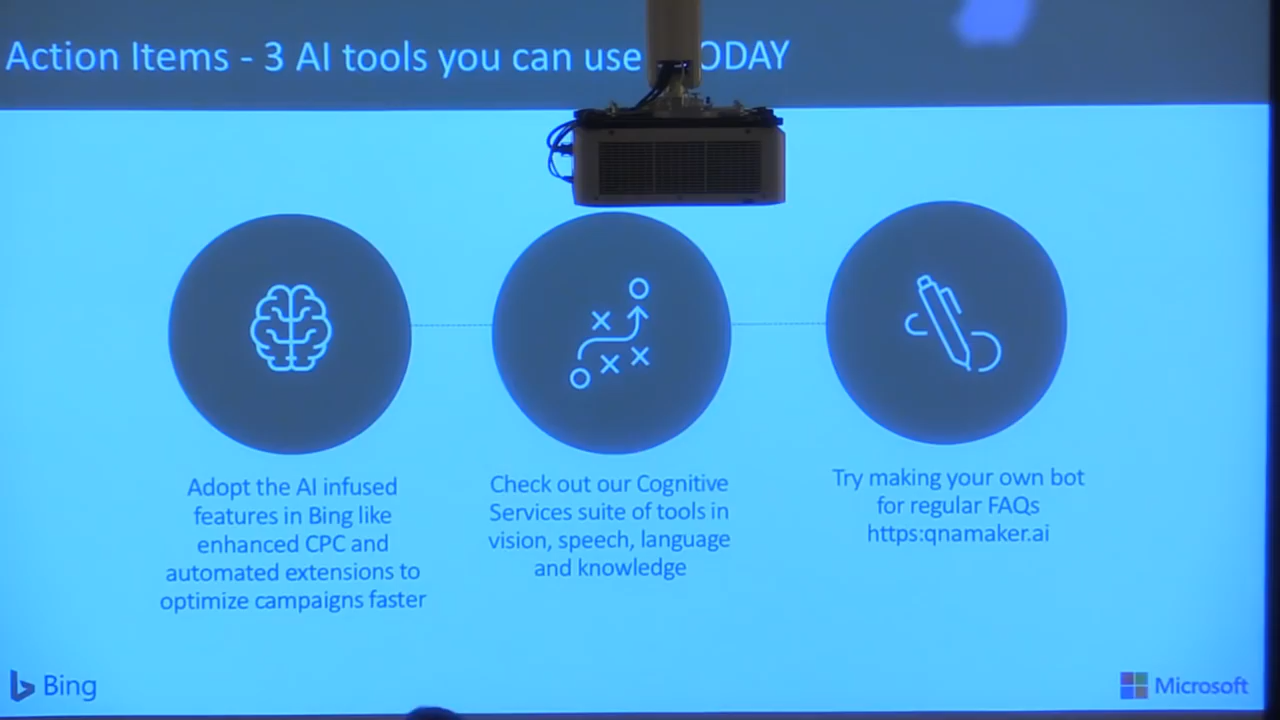 Action Items - 3 AI tools you can use ODAY
Adopt the AI infused
features in Bing like
enhanced CPC and
automated extensions to
optimize campaigns faster
Check out our Cognitive
Services suite of tools in
vision, speech, language
and knowledge
Try making your own bot
for regular FAQs
https:qnamaker.ai
Bing
Microsoft